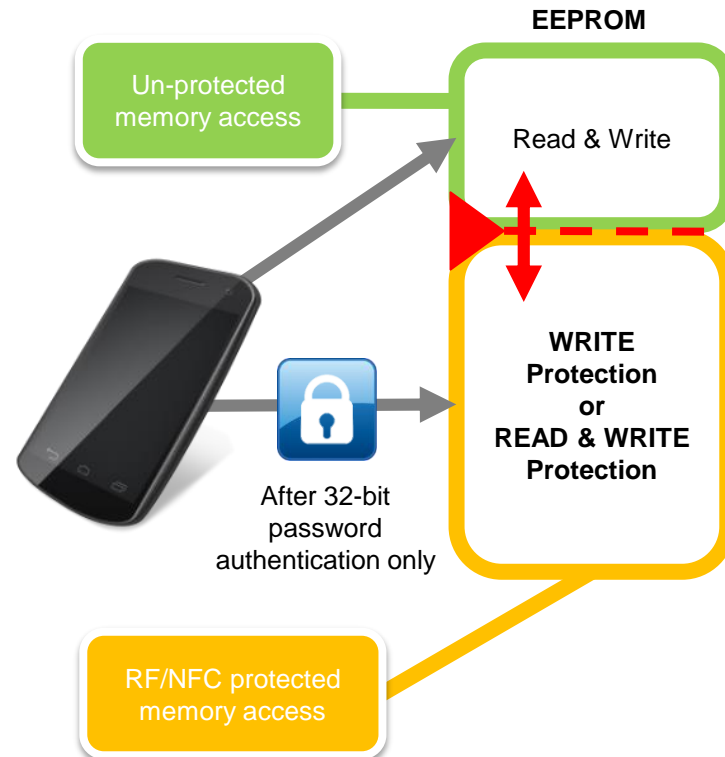 EEPROM
Un-protected
memory access
Read & Write
WRITE
Protection
or
READ & WRITE
Protection
After 32-bit
password
authentication only
RF/NFC protected
memory access